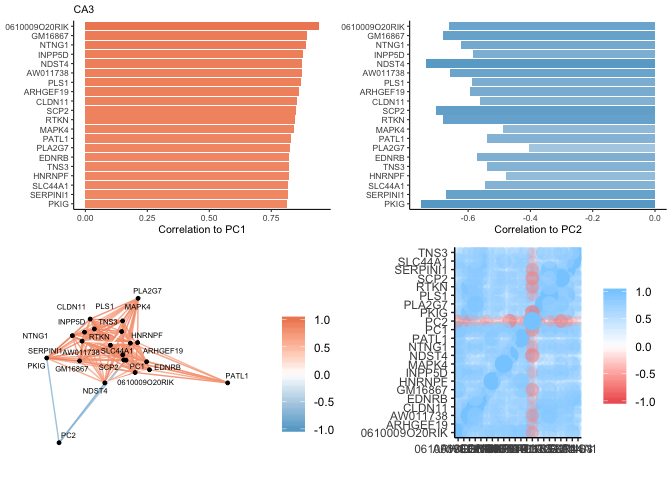 CA3
0610009O20RIK
GM16867
NTNG1
INPP5D
NDST4
AW011738
PLS1
ARHGEF19
CLDN11
SCP2
RTKN
MAPK4
PATL1
PLA2G7
EDNRB
TNS3
HNRNPF
SLC44A1
SERPINI1
PKIG
0.00 0.25 0.50 0.75
Correlation to PC1
0610009O20RIK
GM16867
NTNG1
INPP5D
NDST4
AW011738
PLS1
ARHGEF19
CLDN11
SCP2
RTKN
MAPK4
PATL1
PLA2G7
EDNRB
TNS3
HNRNPF
SLC44A1
SERPINI1
PKIG
-0.6 -0.4 -0.2 0.0
Correlation to PC2
PLA2G7
CLDN11 PLS1 MAPK4
INPP5D TNS3
NTNG1 RTKN HNRNPF
SERPINI1 AW011738 SLC44A1 ARHGEF19
PKIG GM16867 SCP2 PC1 EDNRB
NDST4 0610009O20RIK PATL1
PC2
1.0
0.5
0.0
-0.5
-1.0
TNS3
SLC44A1
SERPINI1
SCP2
RTKN
PLS1
PLA2G7
PKIG
PC2
PC1
PATL1
NTNG1
NDST4
MAPK4
INPP5D
HNRNPF
GM16867
EDNRB
CLDN11
AW011738
ARHGEF19
0610009O20RIK
1.0
0.5
0.0
-0.5
-1.0